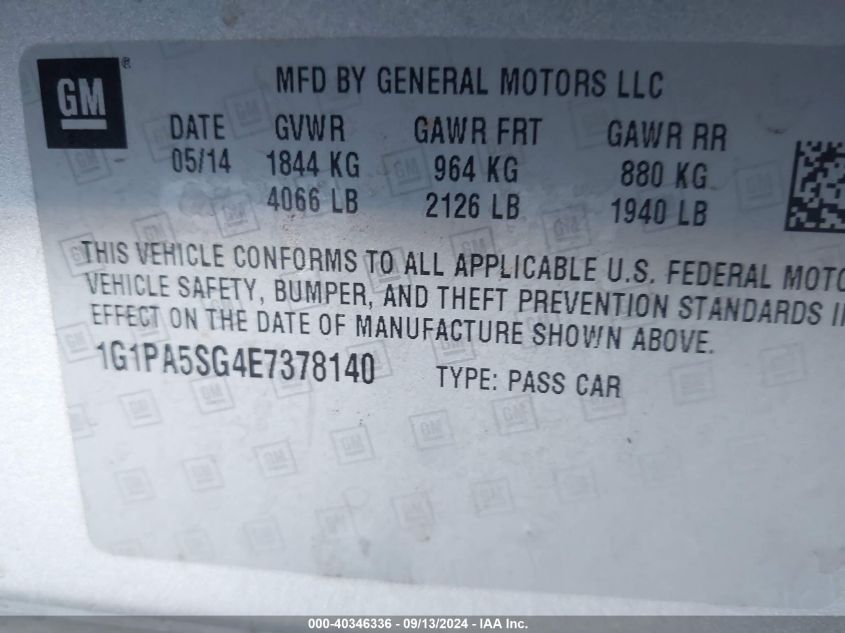 GM ®
MFD BY GENERAL MOTORS LLC
DATE GVWR GAWR FRT GAWR RR
05/14 1844 KG 964 KG 880 KG
4066 LB 2126 LB 1940 LB
THIS VEHICLE CONFORMS TO ALL APPLICABLE U.S. FEDERAL MOTO
VEHICLE SAFETY, BUMPER, AND THEFT PREVENTION STANDARDS I
EFFECT ON THE DATE OF MANUFACTURE SHOWN ABOVE.
1G1PA5SG4E7378140 TYPE: PASS CAR
000-40346336 - 09/13/2024 - IAA Inc.